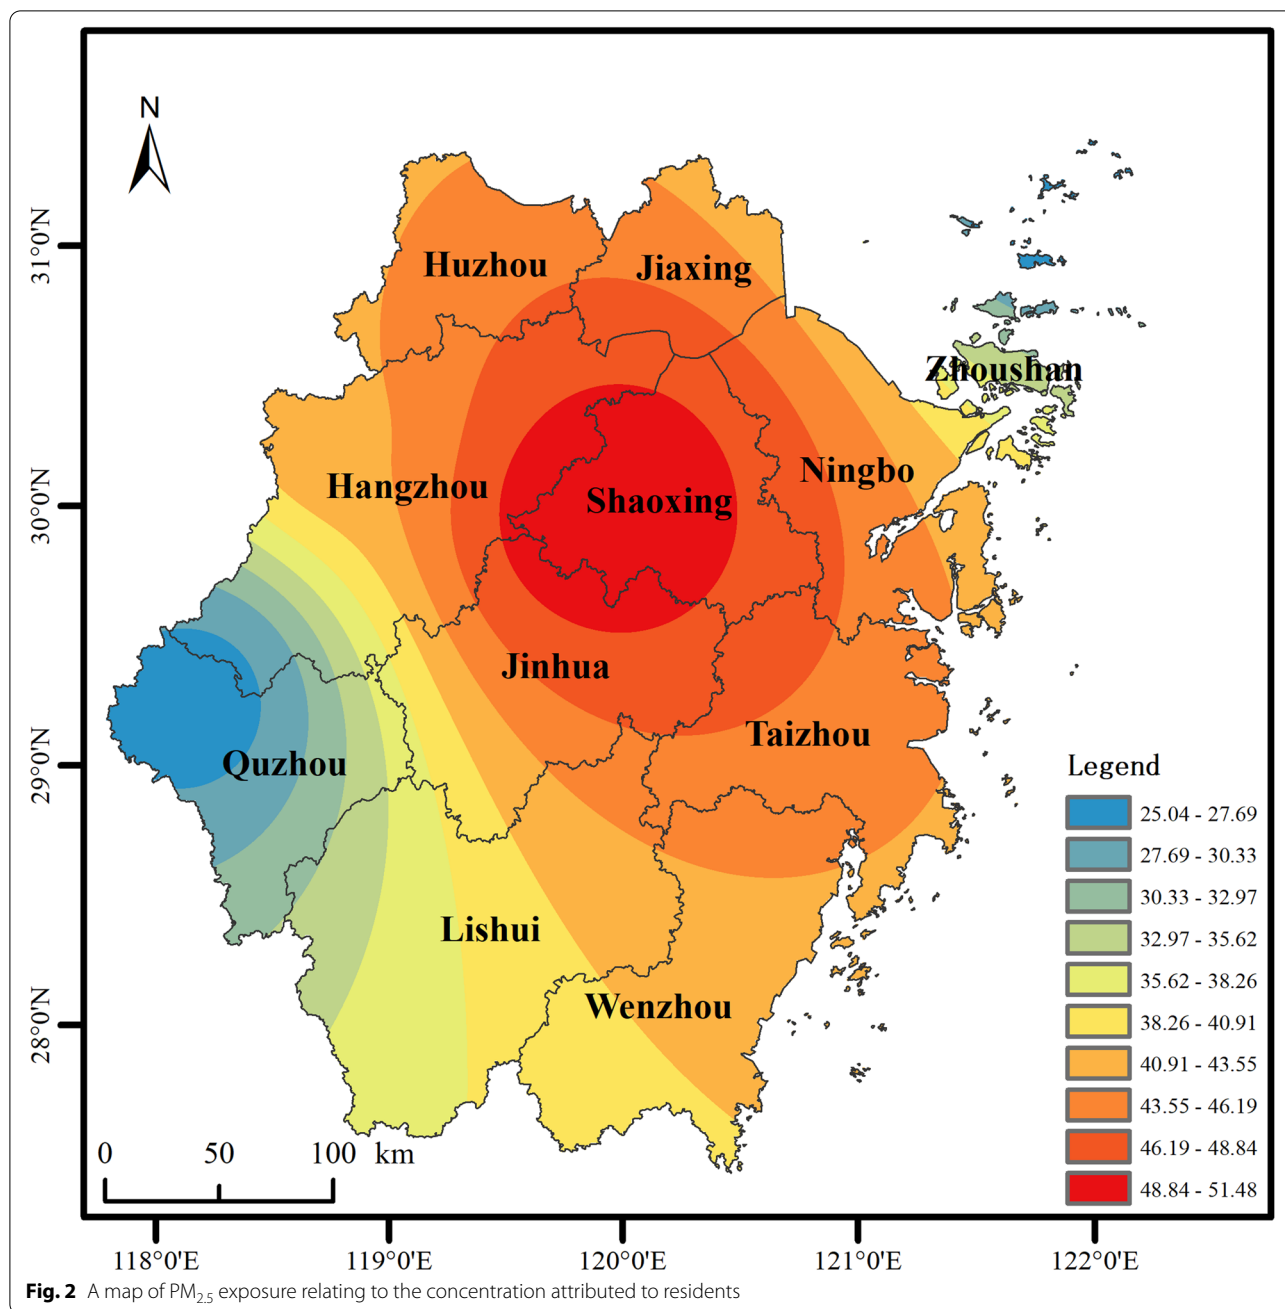 N
31°0'N
30°0'N
29°0'N
28°0'N
Huzhou
Jiaxing
Zhoushan
Hangzhou
Shaoxing
Ningbo
Jinhua
Taizhou
Quzhou
Lishui
Wenzhou
Legend
25.04 - 27.69
27.69 - 30.33
30.33 - 32.97
32.97 - 35.62
35.62 - 38.26
38.26 - 40.91
40.91 - 43.55
43.55 - 46.19
46.19 - 48.84
48.84 - 51.48
0 50 100 km
118°0'E 119°0'E 120°0'E 121°0'E 122°0'E
Fig. 2 A map of PM2.5 exposure relating to the concentration attributed to residents